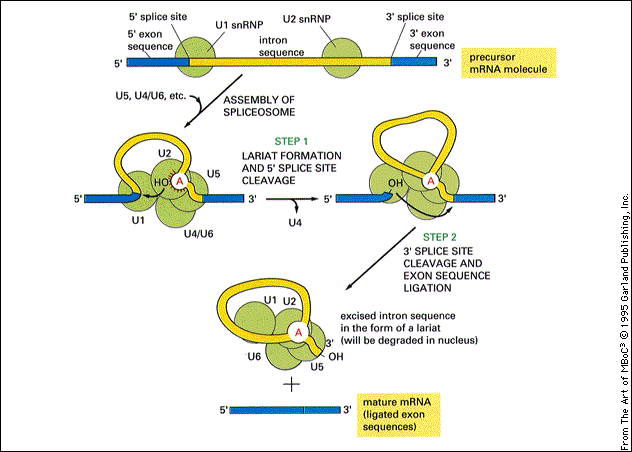 5' splice site
U1 snRNP
U2 snRNP
3' splice site
5' exon
sequence
intron
sequence
3' exon
sequence
5'
3'
precursor
mRNA molecule
U5, U4/U6, etc.
ASSEMBLY OF
SPLICEOSOME
STEP 1
LARIAT FORMATION
AND 5' SPLICE SITE
CLEAVAGE
U2
HO
A
U5
5'
3'
U1
U4/U6
U4
A
OH
5'
3'
STEP 2
3' SPLICE SITE
CLEAVAGE AND
EXON SEQUENCE
LIGATION
U1
U2
A
3'
OH
U6
U5
excised intron sequence
in the form of a lariat
(will be degraded in nucleus)
+
5'
3'
mature mRNA
(ligated exon
sequences)
From The Art of MBoC³ © 1995 Garland Publishing, Inc.